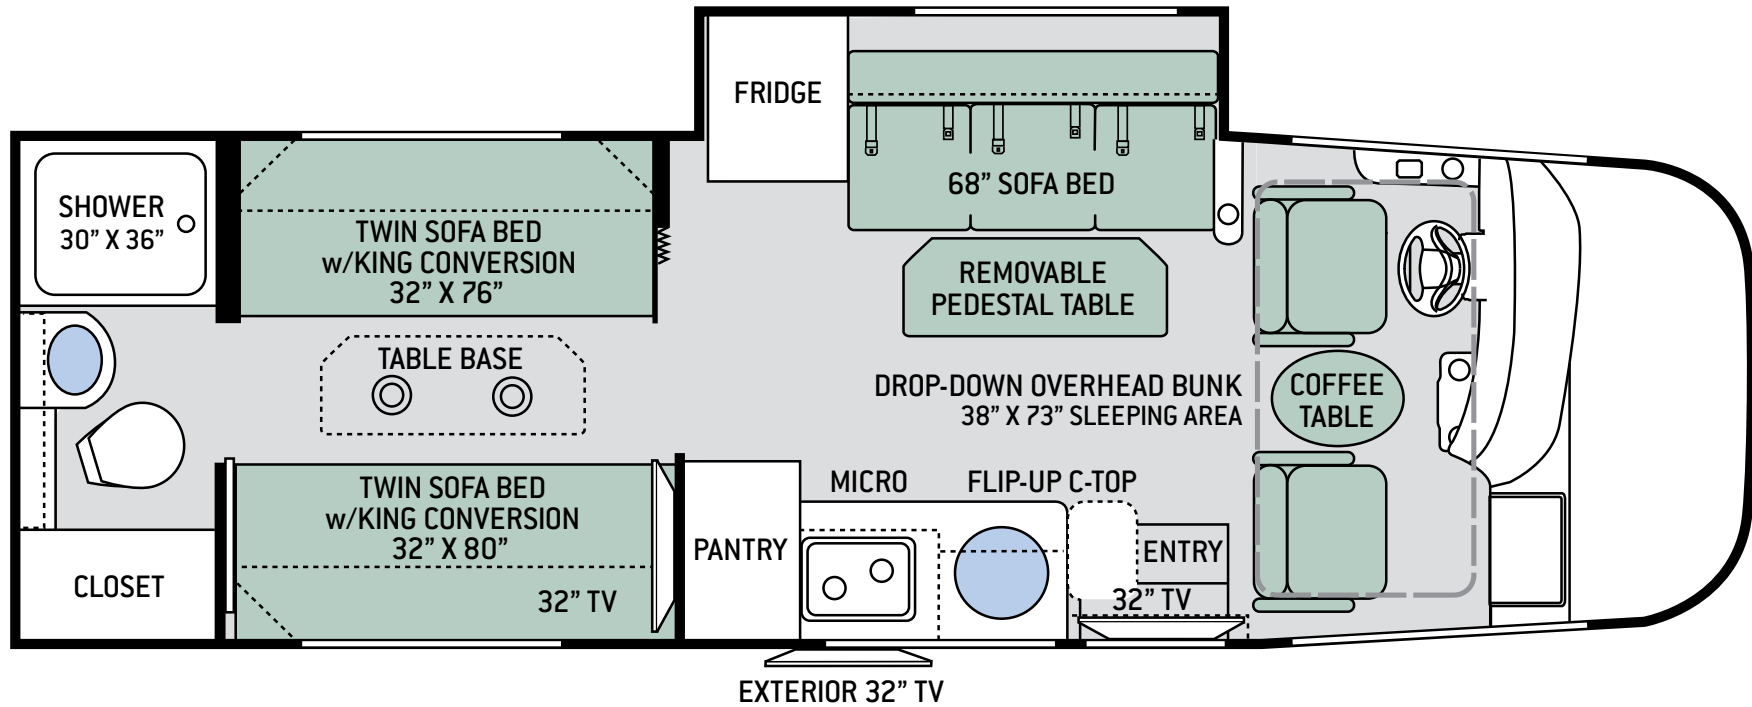 FRIDGE
68” SOFA BED
SHOWER
30” X 36”
TWIN SOFA BED
w/KING CONVERSION
32” X 76”
REMOVABLE
PEDESTAL TABLE
TABLE BASE
DROP-DOWN OVERHEAD BUNK
38” X 73” SLEEPING AREA
COFFEE
TABLE
TWIN SOFA BED
w/KING CONVERSION
32” X 80”
32” TV
MICRO
FLIP-UP C-TOP
PANTRY
ENTRY
32” TV
CLOSET
EXTERIOR 32” TV